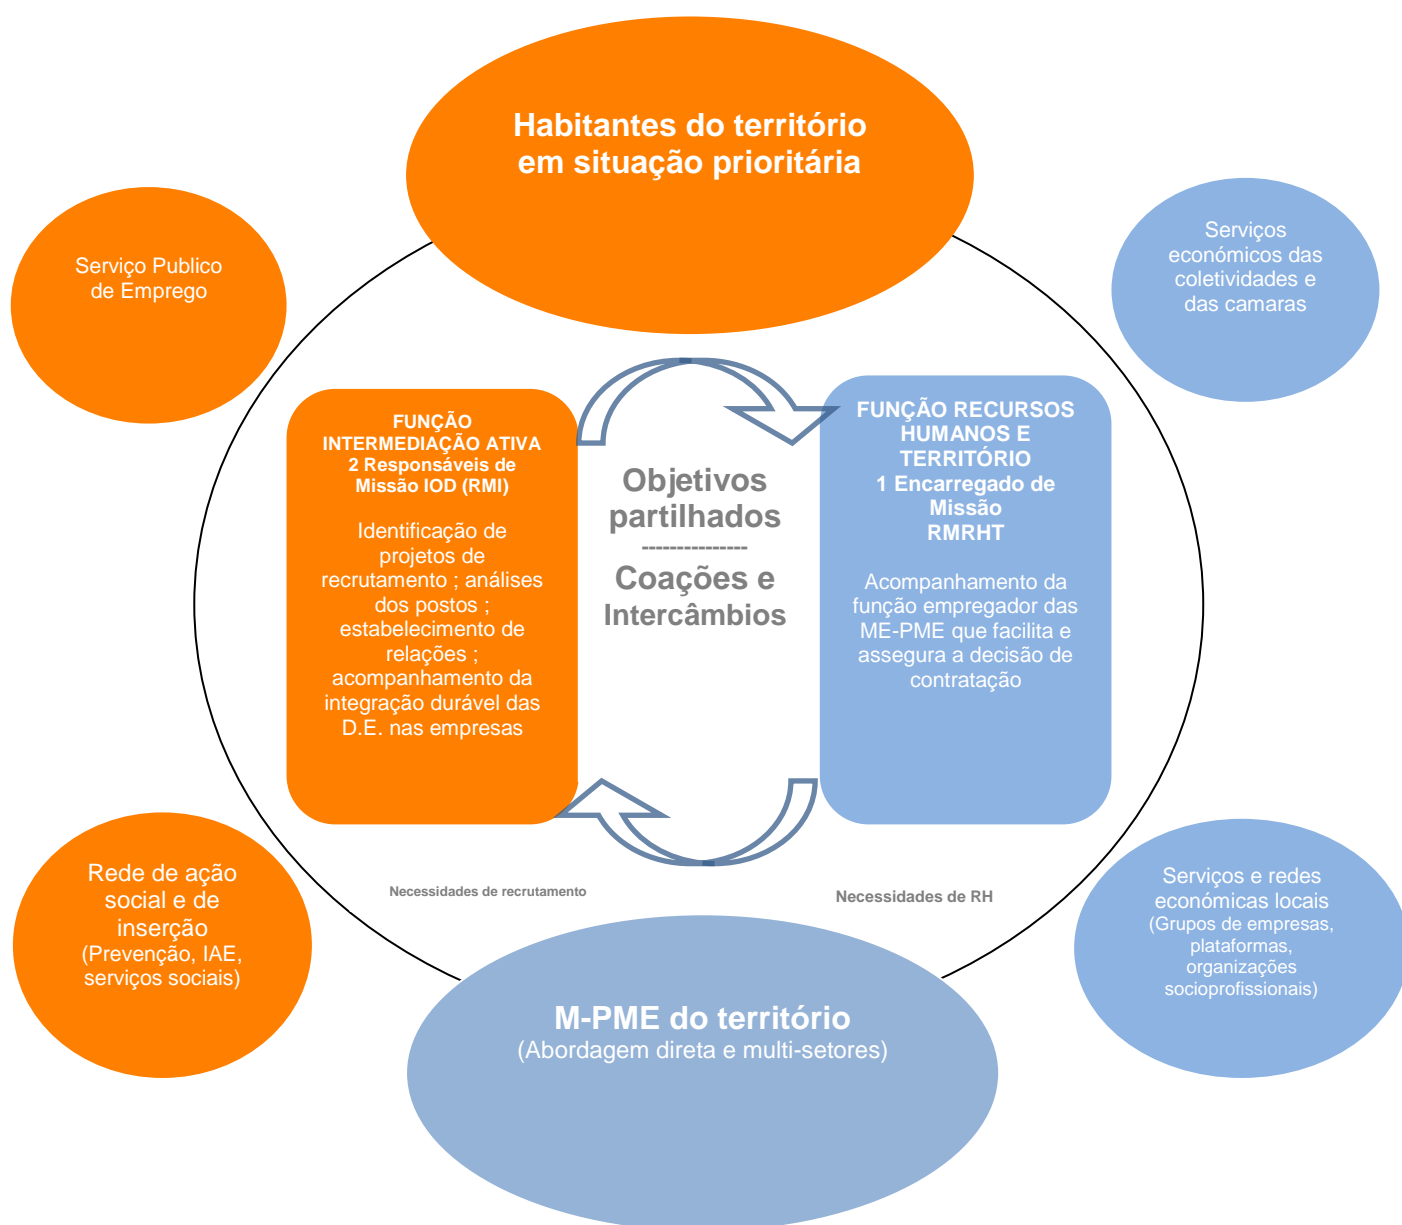 Habitantes do território
em situação prioritária
Serviço Publico
de Emprego
Serviços
económicos das
coletividades e
das camaras
FUNÇÃO
INTERMEDIAÇÃO ATIVA
2 Responsáveis de
Missão IOD (RMI)
Identificação de
projetos de
recrutamento ; análises
dos postos ;
estabelecimento de
relações ;
acompanhamento da
integração durável das
D.E. nas empresas
Objetivos
partilhados
---------------
Coações e
Intercâmbios
FUNÇÃO RECURSOS
HUMANOS E
TERRITÓRIO
1 Encarregado de
Missão
RMRHT
Acompanhamento da
função empregador das
ME-PME que facilita e
assegura a decisão de
contratação
Necessidades de recrutamento
Necessidades de RH
Rede de ação
social e de
inserção
(Prevenção, IAE,
serviços sociais)
Serviços e redes
económicas locais
(Grupos de empresas,
plataformas,
organizações
socioprofissionais)
M-PME do território
(Abordagem direta e multi-setores)